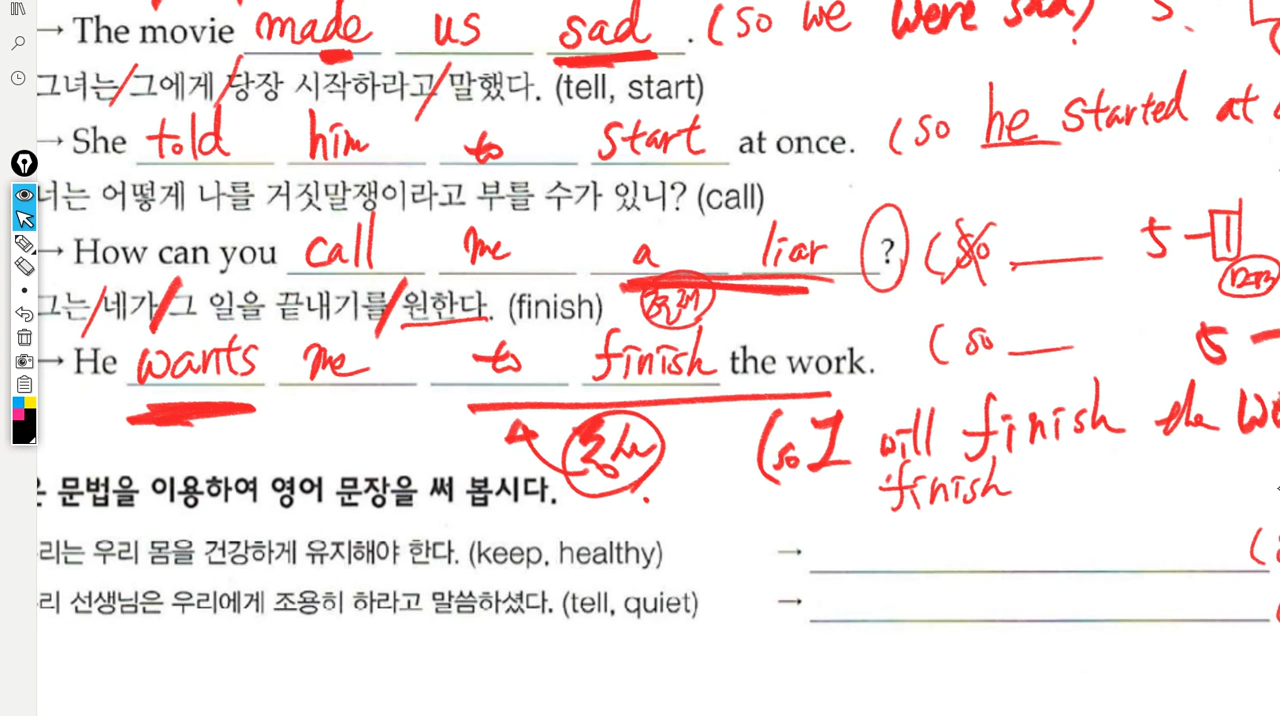 → The movie made us sad. (so we were sad) 5.
그녀는/그에게/당장 시작하라고/말했다. (tell, start)
→ She told him to start at once. (so he started at
너는 어떻게 나를 거짓말쟁이라고 부를 수가 있니? (call)
→ How can you call me a liar ? (so ___ 5 -
그는/네가/그 일을 끝내기를/원한다. (finish)
→ He wants me to finish the work. (so ___ 5 -
(so I will finish the wo
finish
은 문법을 이용하여 영어 문장을 써 봅시다.
우리는 우리 몸을 건강하게 유지해야 한다. (keep, healthy) → (
우리 선생님은 우리에게 조용히 하라고 말씀하셨다. (tell, quiet) →